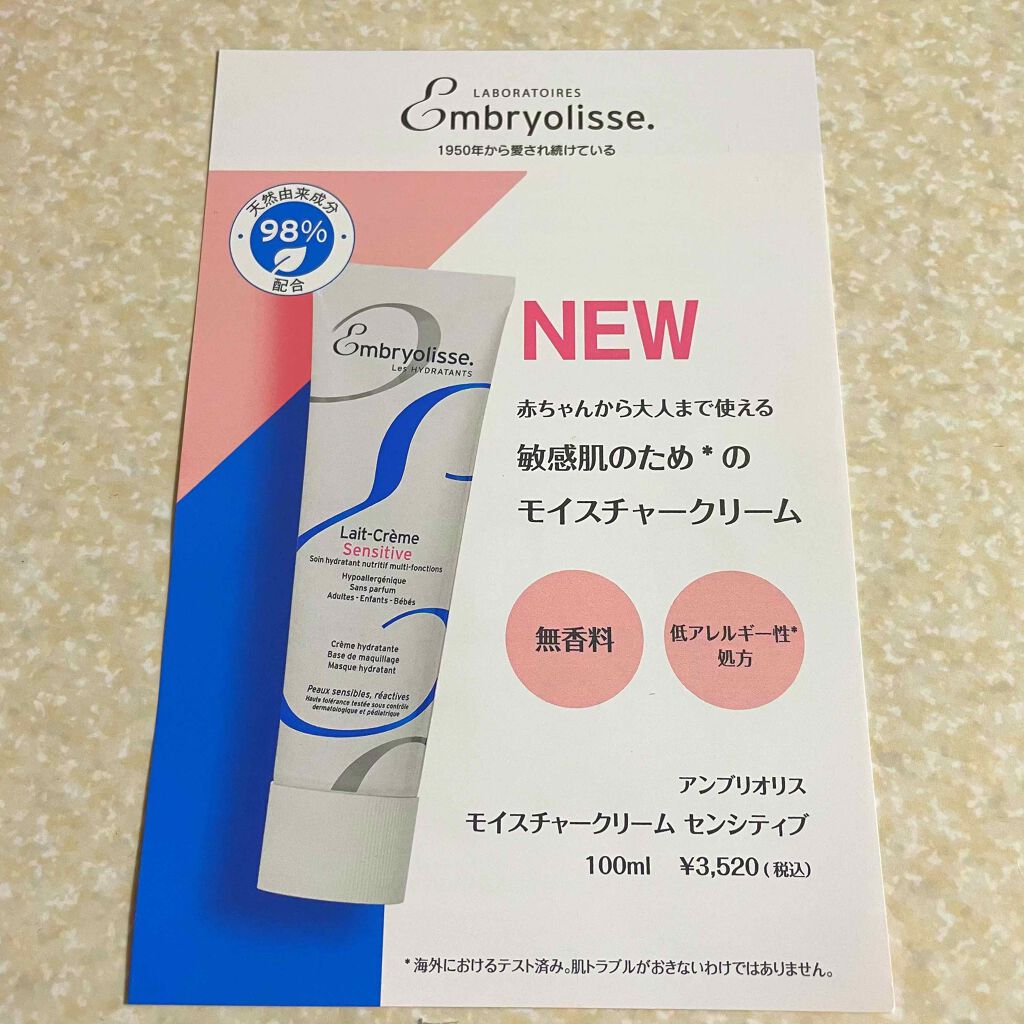 LABORATOIRES
Embryolisse.
1950年から愛され続けている
天然由来成分
98%
配合
Embryolisse.
Les HYDRATANTS
Lait-Crème
Sensitive
Soin hydratant nutritif multi-fonctions
Hypoallergénique
Sans parfum
Adultes - Enfants - Bébés
Crème hydratante
Base de maquillage
Masque hydratant
Peaux sensibles, réactives
Haute tolérance testée sous contrôle
dermatologique et pédiatrique
NEW
赤ちゃんから大人まで使える
敏感肌のため*の
モイスチャークリーム
無香料
低アレルギー性*
処方
アンブリオリス
モイスチャークリーム センシティブ
100ml ¥3,520(税込)
*海外におけるテスト済み。肌トラブルがおきないわけではありません。